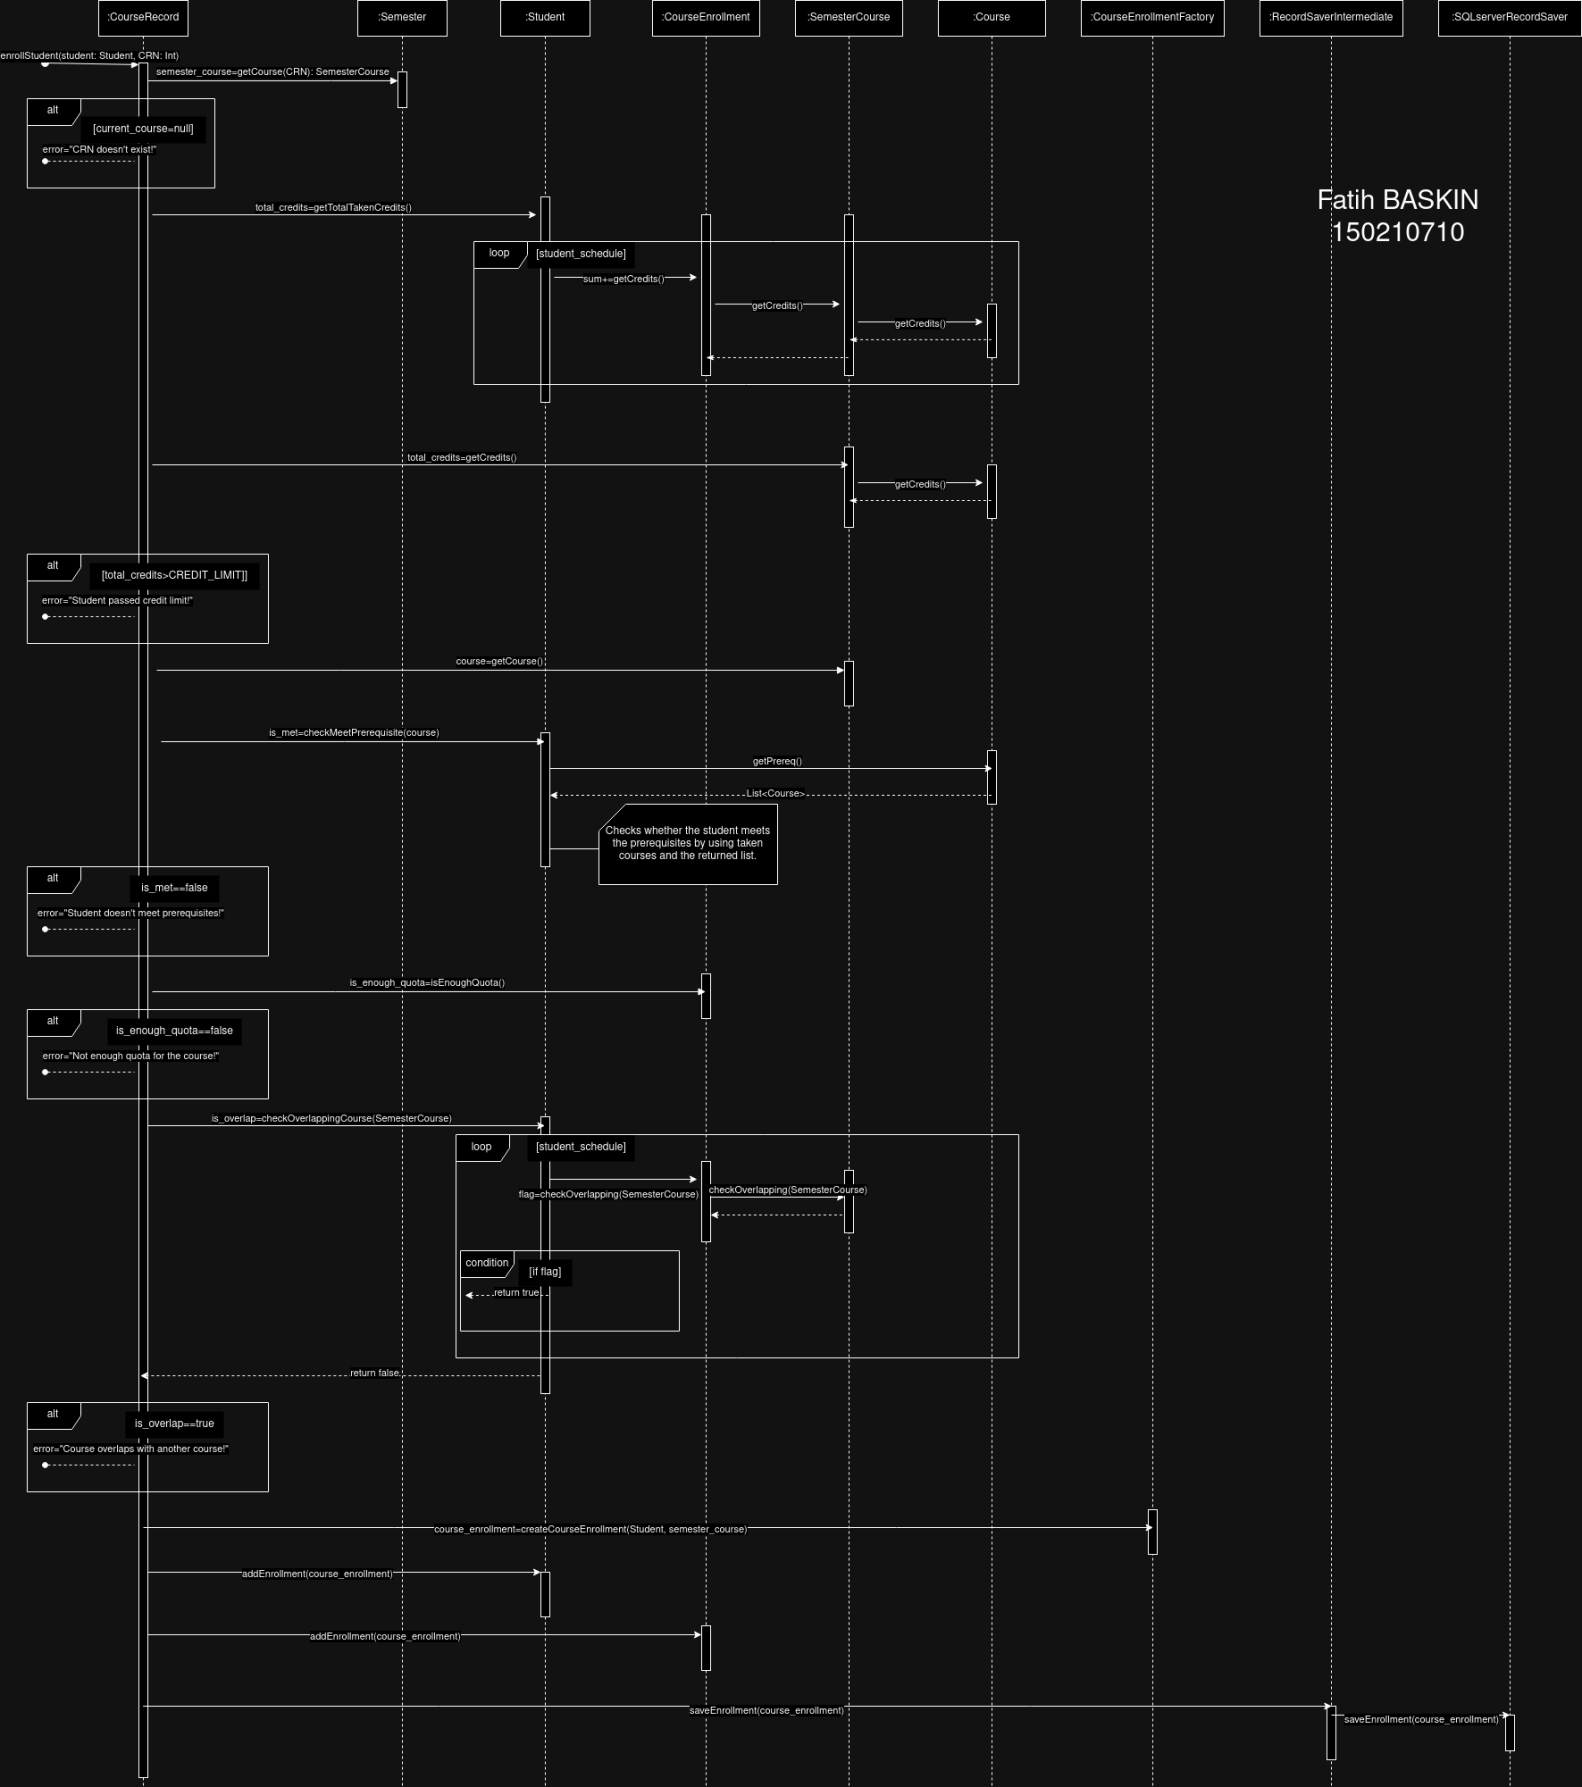 :CourseRecord
:Semester
:Student
:CourseEnrollment
:SemesterCourse
:Course
:CourseEnrollmentFactory
:RecordSaverIntermediate
:SQLserverRecordSaver
enrollStudent(student: Student, CRN: Int)
semester_course=getCourse(CRN): SemesterCourse
alt
[current_course=null]
error="CRN doesn't exist!"
Fatih BASKIN
150210710
total_credits=getTotalTakenCredits()
loop
[student_schedule]
sum+=getCredits()
getCredits()
getCredits()
total_credits=getCredits()
getCredits()
alt
[total_credits>CREDIT_LIMIT]]
error="Student passed credit limit!"
course=getCourse()
is_met=checkMeetPrerequisite(course)
getPrereq()
List<Course>
Checks whether the student meets
the prerequisites by using taken
courses and the returned list.
alt
is_met==false
error="Student doesn't meet prerequisites!"
is_enough_quota=isEnoughQuota()
alt
is_enough_quota==false
error="Not enough quota for the course!"
is_overlap=checkOverlappingCourse(SemesterCourse)
loop
[student_schedule]
flag=checkOverlapping(SemesterCourse)
checkOverlapping(SemesterCourse)
condition
[if flag]
return true
return false
alt
is_overlap==true
error="Course overlaps with another course!"
course_enrollment=createCourseEnrollment(Student, semester_course)
addEnrollment(course_enrollment)
addEnrollment(course_enrollment)
saveEnrollment(course_enrollment)
saveEnrollment(course_enrollment)